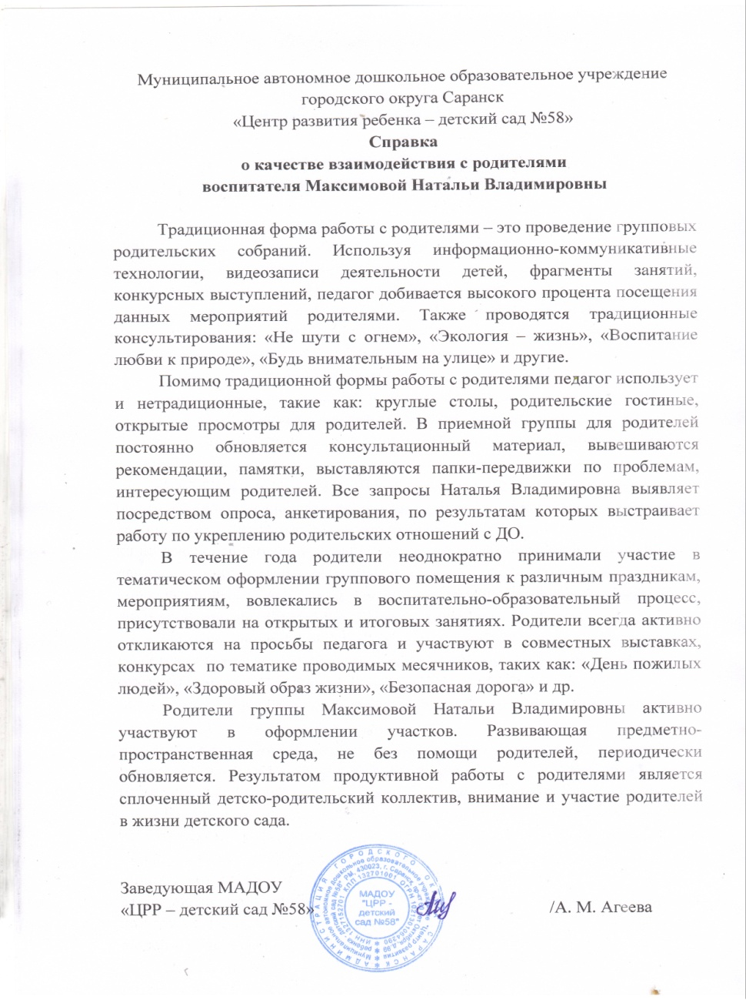 Муниципальное автономное дошкольное образовательное учреждение
городского округа Саранск
«Центр развития ребенка – детский сад №58»
Справка
о качестве взаимодействия с родителями
воспитателя Максимовой Натальи Владимировны
Традиционная форма работы с родителями – это проведение групповых
родительских собраний. Используя информационно-коммуникативные
технологии, видеозаписи деятельности детей, фрагменты занятий,
конкурсных выступлений, педагог добивается высокого процента посещения
данных мероприятий родителями. Также проводятся традиционные
консультирования: «Не шути с огнем», «Экология – жизнь», «Воспитание
любви к природе», «Будь внимательным на улице» и другие.
Помимо традиционной формы работы с родителями педагог использует
и нетрадиционные, такие как: круглые столы, родительские гостиные,
открытые просмотры для родителей. В приемной группы для родителей
постоянно обновляется консультационный материал, вывешиваются
рекомендации, памятки, выставляются папки-передвижки по проблемам,
интересующим родителей. Все запросы Наталья Владимировна выявляет
посредством опроса, анкетирования, по результатам которых выстраивает
работу по укреплению родительских отношений с ДО.
В течение года родители неоднократно принимали участие в
тематическом оформлении группового помещения к различным праздникам,
мероприятиям, вовлекались в воспитательно-образовательный процесс,
присутствовали на открытых и итоговых занятиях. Родители всегда активно
откликаются на просьбы педагога и участвуют в совместных выставках,
конкурсах по тематике проводимых месячников, таких как: «День пожилых
людей», «Здоровый образ жизни», «Безопасная дорога» и др.
Родители группы Максимовой Натальи Владимировны активно
участвуют в оформлении участков. Развивающая предметно-
пространственная среда, не без помощи родителей, периодически
обновляется. Результатом продуктивной работы с родителями является
сплоченный детско-родительский коллектив, внимание и участие родителей
в жизни детского сада.
Заведующая МАДОУ
«ЦРР – детский сад №58»
/А. М. Агеева
МАДОУ
"ЦРР -
детский
сад №58"